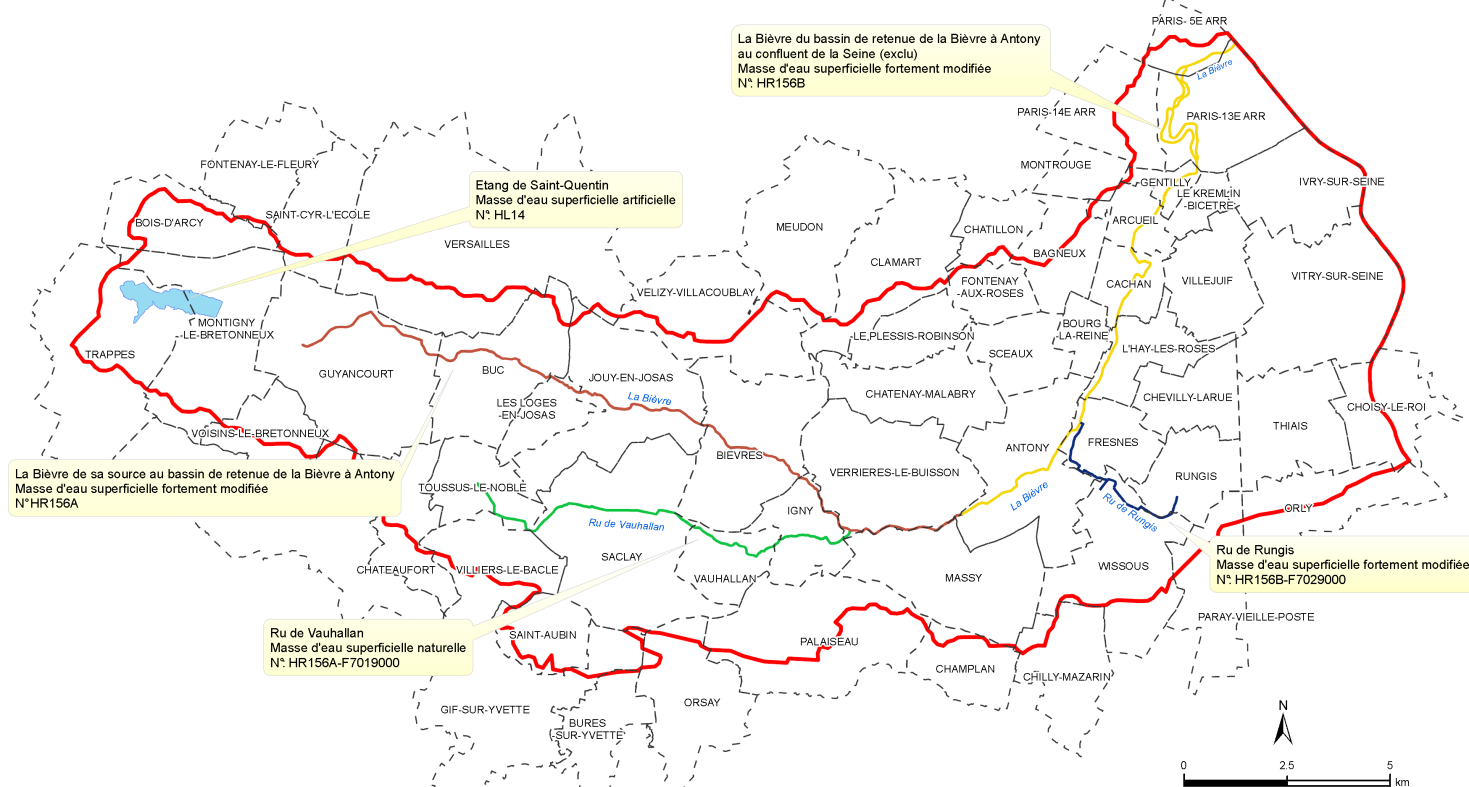 PARIS- 5E ARR
La Bièvre du bassin de retenue de la Bièvre à Antony
au confluent de la Seine (exclu)
Masse d'eau superficielle fortement modifiée
N°: HR156B
La Bièvre
PARIS-14E ARR
PARIS-13E ARR
FONTENAY-LE-FLEURY
MONTROUGE
Etang de Saint-Quentin
Masse d'eau superficielle artificielle
N°: HL14
GENTILLY
IVRY-SUR-SEINE
LE KREMLIN
-BICETRE
BOIS-D'ARCY
SAINT-CYR-L'ECOLE
VERSAILLES
MEUDON
CHATILLON
ARCUEIL
BAGNEUX
CLAMART
VELIZY-VILLACOUBLAY
FONTENAY
-AUX-ROSES
CACHAN
VILLEJUIF
VITRY-SUR-SEINE
MONTIGNY
-LE-BRETONNEUX
BOURG
-LA-REINE
LE PLESSIS-ROBINSON
TRAPPES
SCEAUX
L'HAY-LES-ROSES
GUYANCOURT
BUC
JOUY-EN-JOSAS
La Bièvre
CHATENAY-MALABRY
CHEVILLY-LARUE
LES LOGES
-EN-JOSAS
CHOISY-LE-ROI
THIAIS
VOISINS-LE-BRETONNEUX
ANTONY
FRESNES
BIEVRES
VERRIERES-LE-BUISSON
RUNGIS
La Bièvre de sa source au bassin de retenue de la Bièvre à Antony
Masse d'eau superficielle fortement modifiée
N°HR156A
TOUSSUS-LE-NOBLE
La Bièvre
Ru de Rungis
IGNY
ORLY
Ru de Vauhallan
SACLAY
Ru de Rungis
Masse d'eau superficielle fortement modifiée
N°: HR156B-F7029000
CHATEAUFORT
VILLIERS-LE-BACLE
VAUHALLAN
MASSY
WISSOUS
PARAY-VIEILLE-POSTE
Ru de Vauhallan
Masse d'eau superficielle naturelle
N°: HR156A-F7019000
SAINT-AUBIN
PALAISEAU
CHAMPLAN
CHILLY-MAZARIN
GIF-SUR-YVETTE
ORSAY
BURES
-SUR-YVETTE
N
0
2.5
5
km